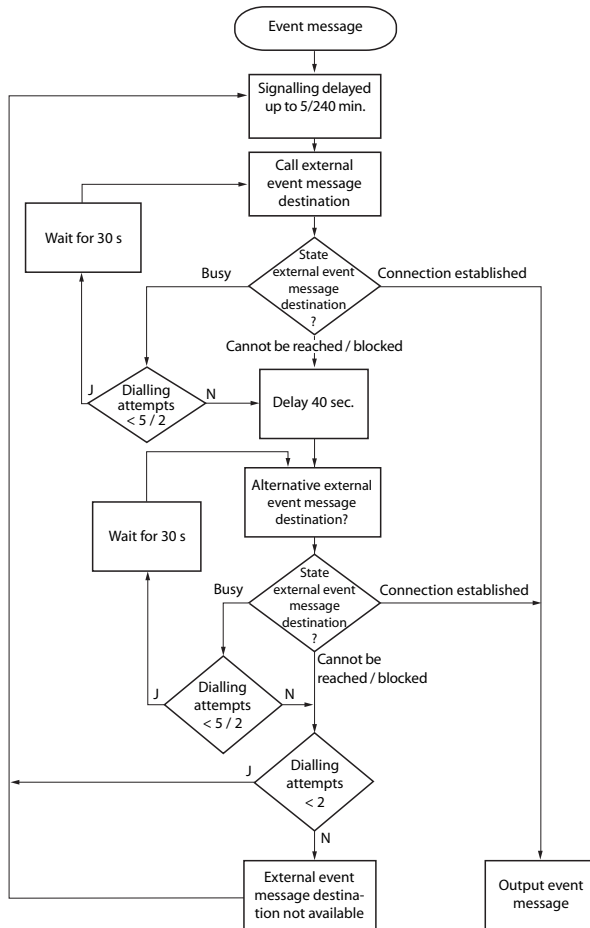 Event message
Signalling delayed
up to 5/240 min.
Call external
event message
destination
Wait for 30 s
State
external event
message
destination
?
Busy
Connection established
Cannot be reached / blocked
J
Dialling
attempts
< 5 / 2
N
Delay 40 sec.
Alternative external
event message
destination?
Wait for 30 s
State
external event
message
destination
?
Busy
Connection established
Cannot be
reached / blocked
J
Dialling
attempts
< 5 / 2
N
J
Dialling
attempts
< 2
N
External event
message destina-
tion not available
Output event
message